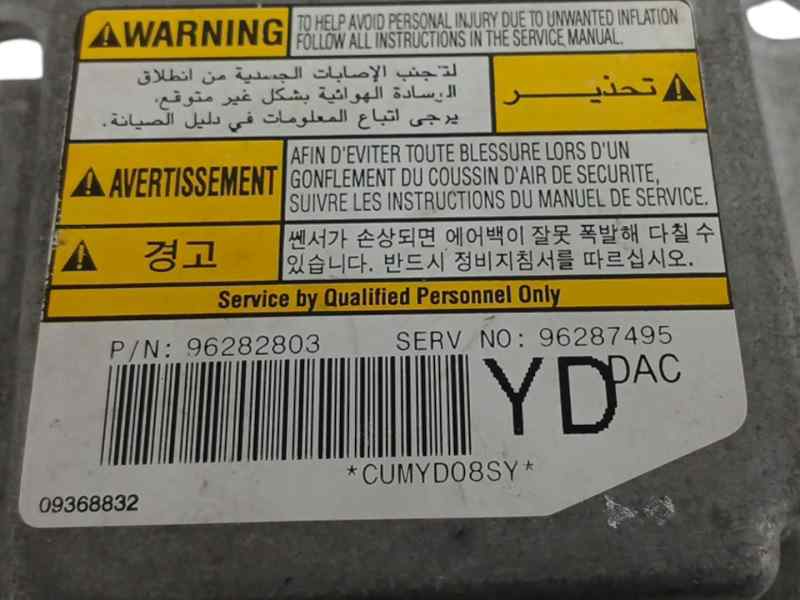 WARNING
TO HELP AVOID PERSONAL INJURY DUE TO UNWANTED INFLATION
FOLLOW ALL INSTRUCTIONS IN THE SERVICE MANUAL.
تحذير
لتجنب الإصابات الجسدية من انطلاق
الرسادة الهوائية بشكل غير متوقع،
يرجى اتباع المعلومات في دليل الصيانة.
AVERTISSEMENT
AFIN D'EVITER TOUTE BLESSURE LORS D'UN
GONFLEMENT DU COUSSIN D'AIR DE SECURITE,
SUIVRE LES INSTRUCTIONS DU MANUEL DE SERVICE.
경고
쎈서가 손상되면 에어백이 잘못 폭발해 다칠 수
있습니다. 반드시 정비지침서를 따르십시오.
Service by Qualified Personnel Only
P/N: 96282803 SERV NO: 96287495
YD DAC
*CUMYD08SY*
09368832